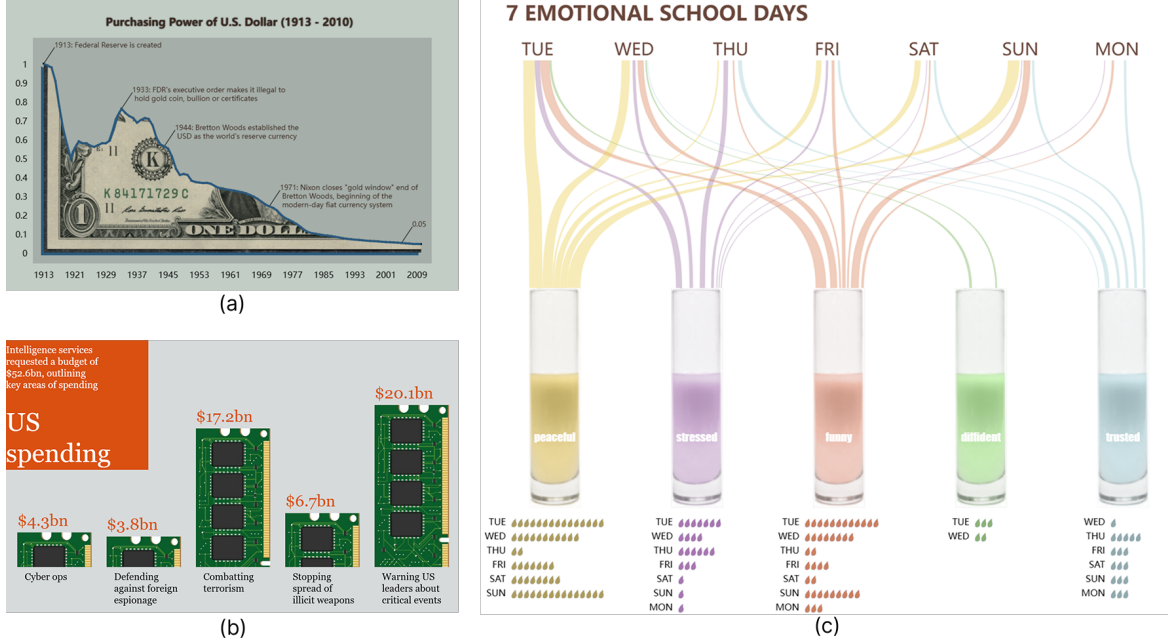 Purchasing Power of U.S. Dollar (1913 - 2010)
1913: Federal Reserve is created
1933: FDR's executive order makes it illegal to
hold gold coin, bullion or certificates
1944: Bretton Woods established the
USD as the world's reserve currency
1971: Nixon closes "gold window" end of
Bretton Woods, beginning of the
modern-day fiat currency system
0.05
1
0.9
0.8
0.7
0.6
0.5
0.4
0.3
0.2
0.1
0
11
K
K 84171729 C
11
1
ONE DOLL
1913 1921 1929 1937 1945 1953 1961 1969 1977 1985 1993 2001 2009
(a)
Intelligence services
requested a budget of
$52.6bn, outlining
key areas of spending
US
spending
$4.3bn
$3.8bn
$17.2bn
$6.7bn
$20.1bn
Cyber ops
Defending
against foreign
espionage
Combatting
terrorism
Stopping
spread of
illicit weapons
Warning US
leaders about
critical events
(b)
7 EMOTIONAL SCHOOL DAYS
TUE WED THU FRI SAT SUN MON
peaceful stressed funny diffident trusted
TUE
WED
THU
FRI
SAT
SUN
TUE
WED
THU
FRI
SAT
SUN
MON
TUE
WED
THU
FRI
SAT
SUN
MON
TUE
WED
WED
THU
FRI
SAT
SUN
MON
(c)